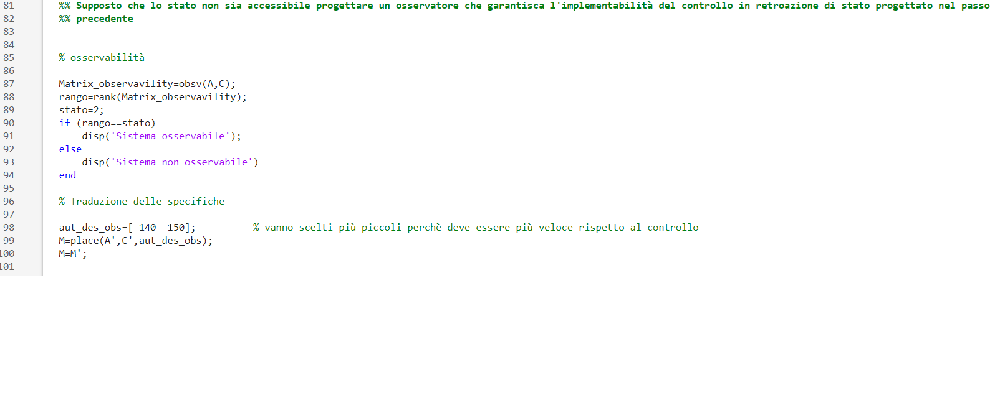 81 %% Supposto che lo stato non sia accessibile progettare un osservatore che garantisca l'implementabilità del controllo in retroazione di stato progettato nel passo
82 %% precedente
83
84
85 % osservabilità
86
87 Matrix_observavility=obsv(A,C);
88 rango=rank(Matrix_observavility);
89 stato=2;
90 if (rango==stato)
91 disp('Sistema osservabile');
92 else
93 disp('Sistema non osservabile')
94 end
95
96 % Traduzione delle specifiche
97
98 aut_des_obs=[-140 -150]; % vanno scelti più piccoli perchè deve essere più veloce rispetto al controllo
99 M=place(A',C',aut_des_obs);
100 M=M';
101